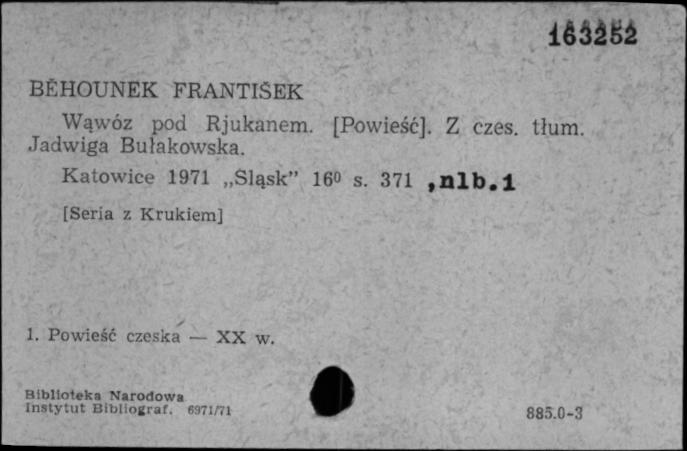 163252
BĚHOUNEK FRANTIŠEK
Wąwóz pod Rjukanem. [Powieść]. Z czes. tłum.
Jadwiga Bułakowska.
Katowice 1971 „Śląsk” 16⁰ s. 371 ,nlb.1
[Seria z Krukiem]
1. Powieść czeska — XX w.
Biblioteka Narodowa
Instytut Bibliograf. 6971/71
885.0-3